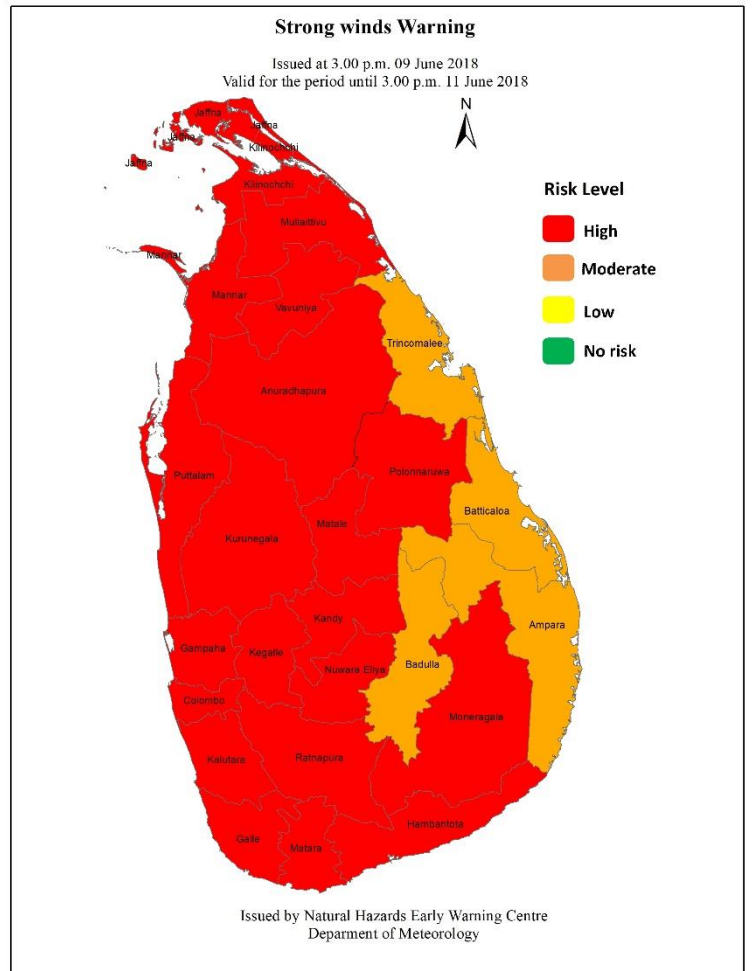 Strong winds Warning
Issued at 3.00 p.m. 09 June 2018
Valid for the period until 3.00 p.m. 11 June 2018
N
Jaffna
Jaffna
Jaffna
Jaffna
Kilinochchi
Kilinochchi
Mullaittivu
Mannar
Mannar
Vavuniya
Trincomalee
Anuradhapura
Polonnaruwa
Puttalam
Batticaloa
Matale
Kurunegala
Kandy
Ampara
Gampaha
Kegalle
Nuwara Eliya
Badulla
Colombo
Moneragala
Kalutara
Ratnapura
Hambantota
Galle
Matara
Risk Level
High
Moderate
Low
No risk
Issued by Natural Hazards Early Warning Centre
Deparment of Meteorology